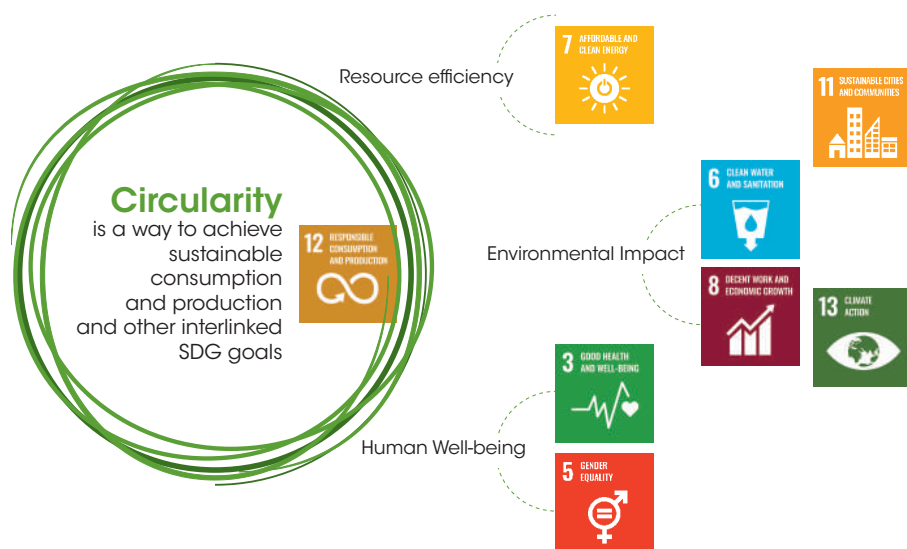 Circularity
is a way to achieve
sustainable
consumption
and production
and other interlinked
SDG goals
12 RESPONSIBLE
CONSUMPTION
AND PRODUCTION
Resource efficiency
7 AFFORDABLE AND
CLEAN ENERGY
11 SUSTAINABLE CITIES
AND COMMUNITIES
Environmental Impact
6 CLEAN WATER
AND SANITATION
8 DECENT WORK AND
ECONOMIC GROWTH
13 CLIMATE
ACTION
Human Well-being
3 GOOD HEALTH
AND WELL-BEING
5 GENDER
EQUALITY